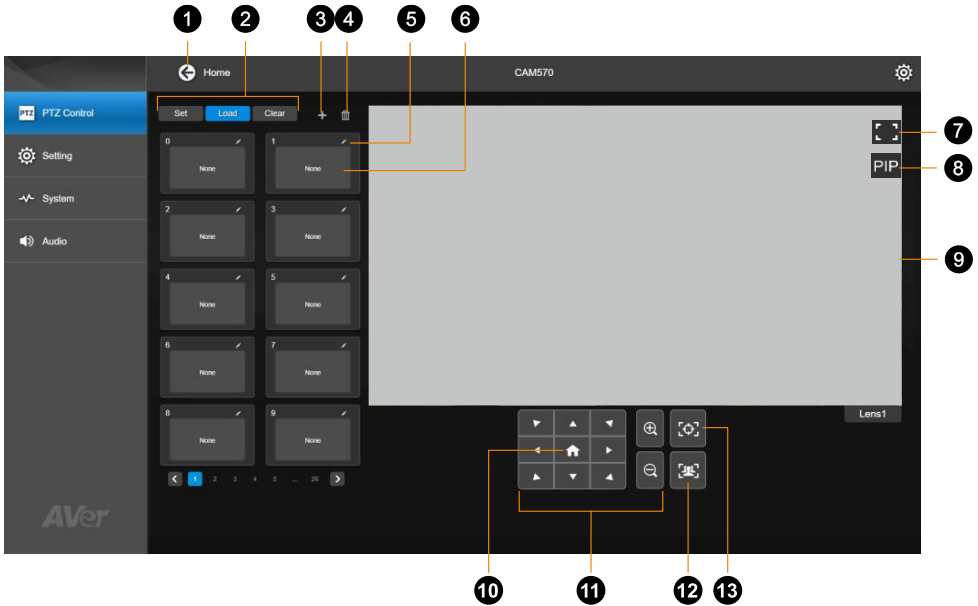 1 2 3 4 5 6
Home CAM570
PTZ PTZ Control
Set Load Clear +
7
0 1
Setting
None None
PIP 8
System
2 3
None None
Audio
9
4 5
None None
6 7
None None
8 9
Lens1
None None
1 2 3 4 5 ... 26
AVer
10 11 12 13